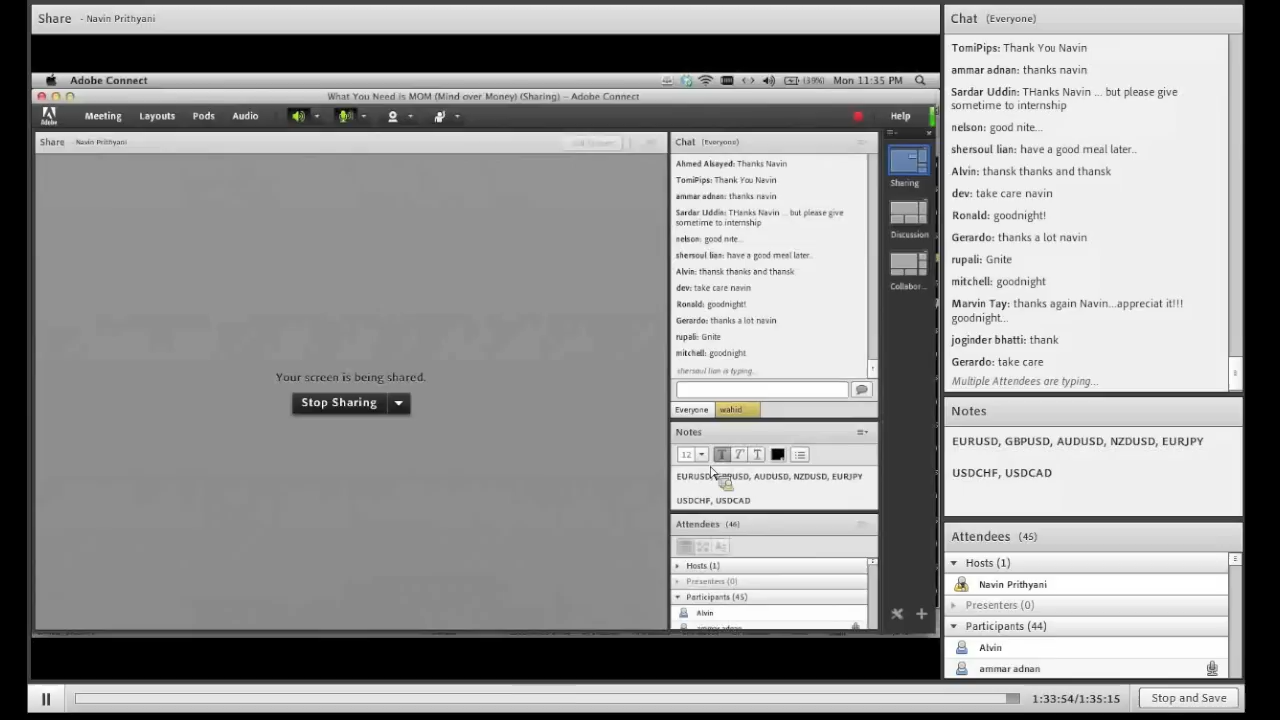 Share - Navin Prithyani
Adobe Connect
(39%) Mon 11:35 PM
What You Need is MOM (Mind over Money) (Sharing) – Adobe Connect
Adobe
Meeting Layouts Pods Audio
Help
Share - Navin Prithyani
Your screen is being shared.
Stop Sharing
Chat (Everyone)
Ahmed Alsayed: Thanks Navin
TomiPips: Thank You Navin
ammar adnan: thanks navin
Sardar Uddin: THanks Navin ... but please give
sometime to internship
nelson: good nite...
shersoul lian: have a good meal later..
Alvin: thansk thanks and thansk
dev: take care navin
Ronald: goodnight!
Gerardo: thanks a lot navin
rupali: Gnite
mitchell: goodnight
shersoul lian is typing...
Everyone wahid
Notes
12
EURUSD, GBPUSD, AUDUSD, NZDUSD, EURJPY
USDCHF, USDCAD
Attendees (46)
Hosts (1)
Presenters (0)
Participants (45)
Alvin
ammar adnan
Sharing
Discussion
Collabor...
Chat (Everyone)
TomiPips: Thank You Navin
ammar adnan: thanks navin
Sardar Uddin: THanks Navin ... but please give
sometime to internship
nelson: good nite...
shersoul lian: have a good meal later..
Alvin: thansk thanks and thansk
dev: take care navin
Ronald: goodnight!
Gerardo: thanks a lot navin
rupali: Gnite
mitchell: goodnight
Marvin Tay: thanks again Navin...appreciat it!!!
goodnight...
joginder bhatti: thank
Gerardo: take care
Multiple Attendees are typing...
Notes
EURUSD, GBPUSD, AUDUSD, NZDUSD, EURJPY
USDCHF, USDCAD
Attendees (45)
Hosts (1)
Navin Prithyani
Presenters (0)
Participants (44)
Alvin
ammar adnan
1:33:54/1:35:15
Stop and Save